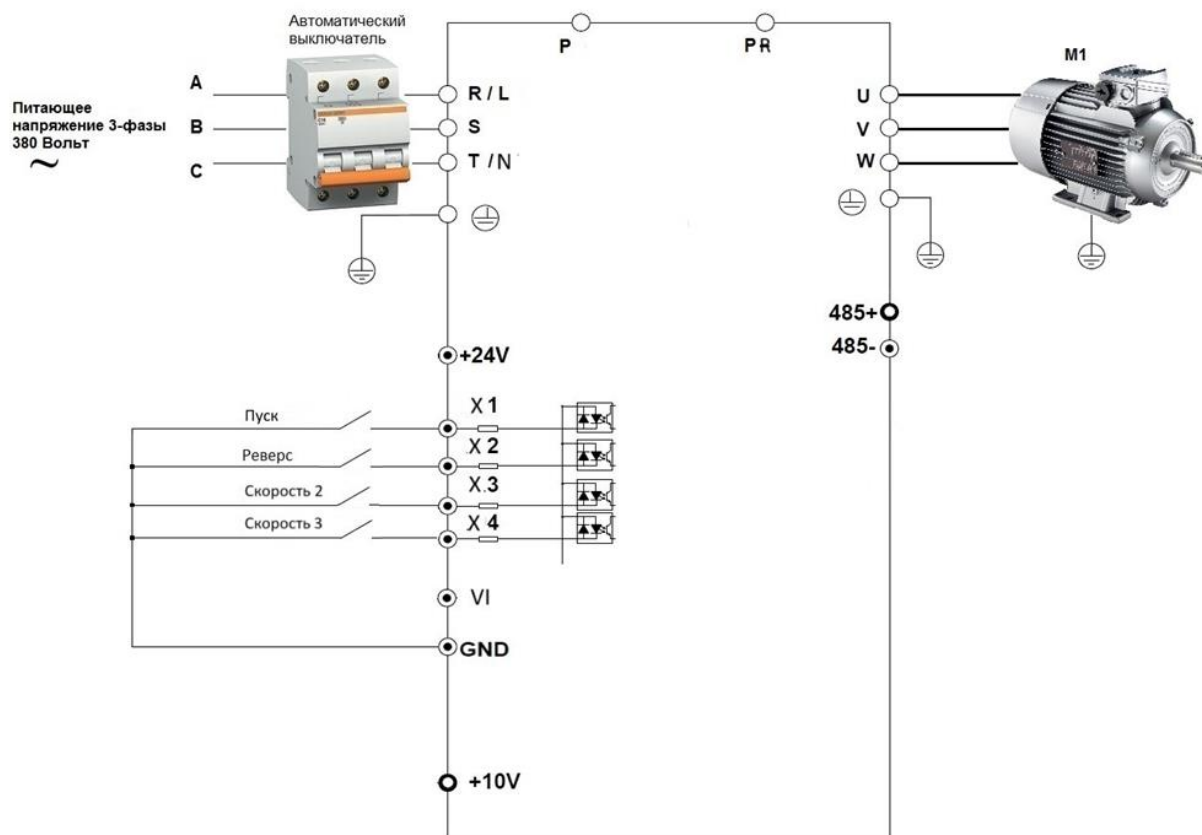 Автоматический
выключатель
P
PR
M1
A
R / L
U
Питающее
напряжение 3-фазы
380 Вольт
~
B
S
V
C
T / N
W
485+
485-
+24V
Пуск
X 1
Реверс
X 2
Скорость 2
X.3
Скорость 3
X 4
VI
GND
+10V